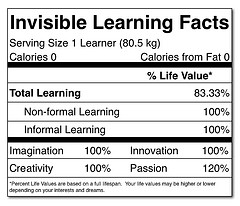 Invisible Learning Facts
Serving Size 1 Learner (80.5 kg)
Calories 0 Calories from Fat 0
% Life Value*
Total Learning 83.33%
Non-formal Learning 100%
Informal Learning 100%
Imagination 100% Innovation 100%
Creativity 100% Passion 120%
*Percent Life Values are based on a full lifespan. Your life values may be higher or lower
depending on your interests and dreams.